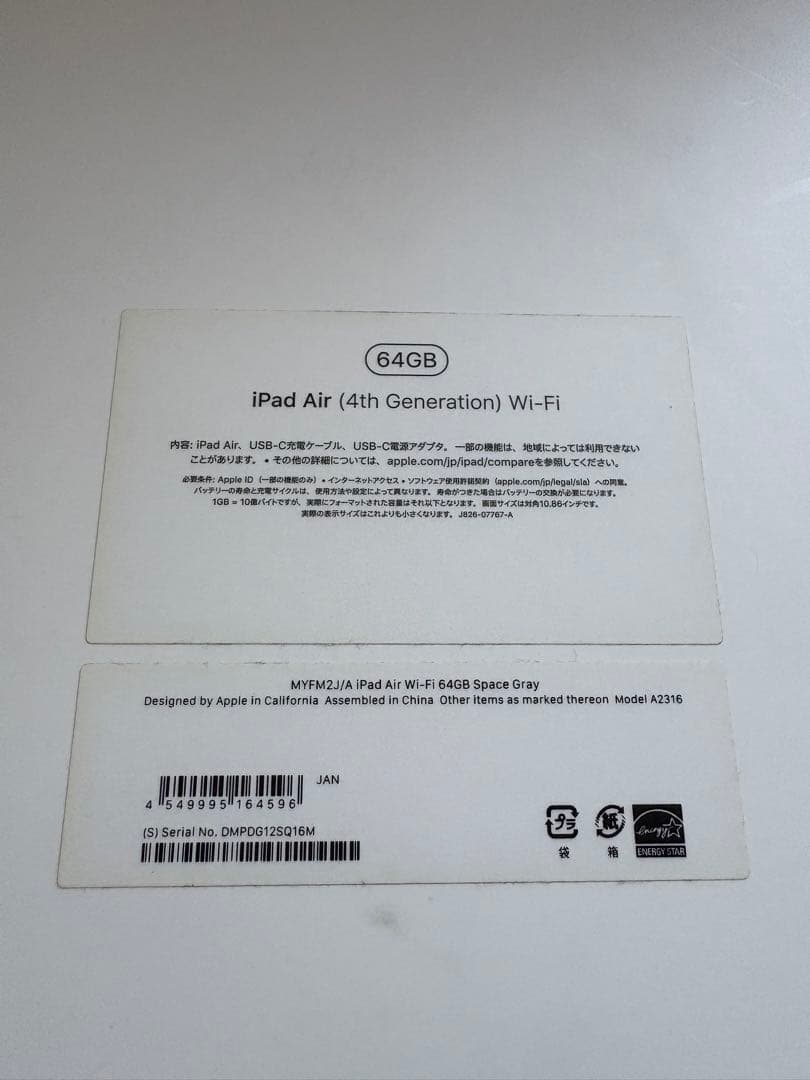 64GB
iPad Air (4th Generation) Wi-Fi
内容: iPad Air、USB-C充電ケーブル、USB-C電源アダプタ。一部の機能は、地域によっては利用できない
ことがあります。• その他の詳細については、apple.com/jp/ipad/compareを参照してください。
必要条件: Apple ID（一部の機能のみ）• インターネットアクセス • ソフトウェア使用許諾契約（apple.com/jp/legal/sla）への同意。
バッテリーの寿命と充電サイクルは、使用方法や設定によって異なります。寿命がつきた場合はバッテリーの交換が必要になります。
1GB = 10億バイトですが、実際にフォーマットされた容量はそれ以下となります。画面サイズは対角10.86インチです。
実際の表示サイズはこれよりも小さくなります。J826-07767-A
MYFM2J/A iPad Air Wi-Fi 64GB Space Gray
Designed by Apple in California Assembled in China Other items as marked thereon Model A2316
JAN
4 549995 164596
(S) Serial No. DMPDG12SQ16M
プラ 紙 energy
袋 箱 ENERGY STAR